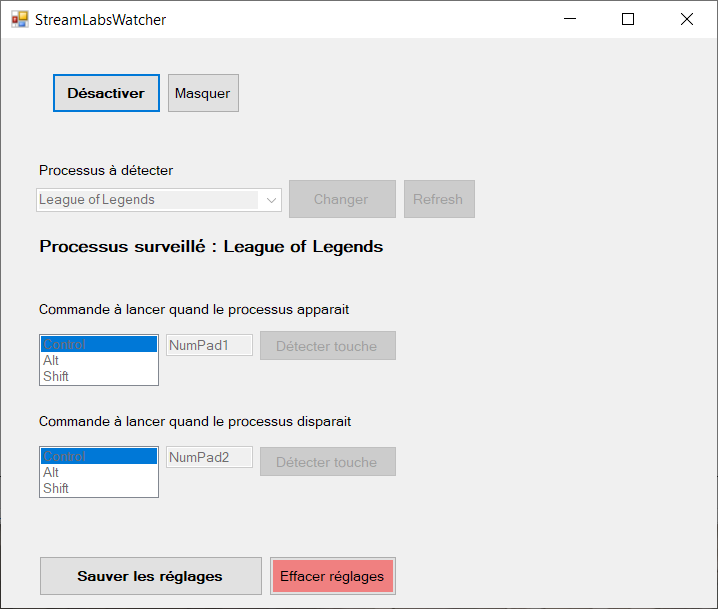 StreamLabsWatcher
Désactiver Masquer
Processus à détecter
League of Legends Changer Refresh
Processus surveillé : League of Legends
Commande à lancer quand le processus apparait
Control NumPad1 Détecter touche
Alt
Shift
Commande à lancer quand le processus disparait
Control NumPad2 Détecter touche
Alt
Shift
Sauver les réglages Effacer réglages